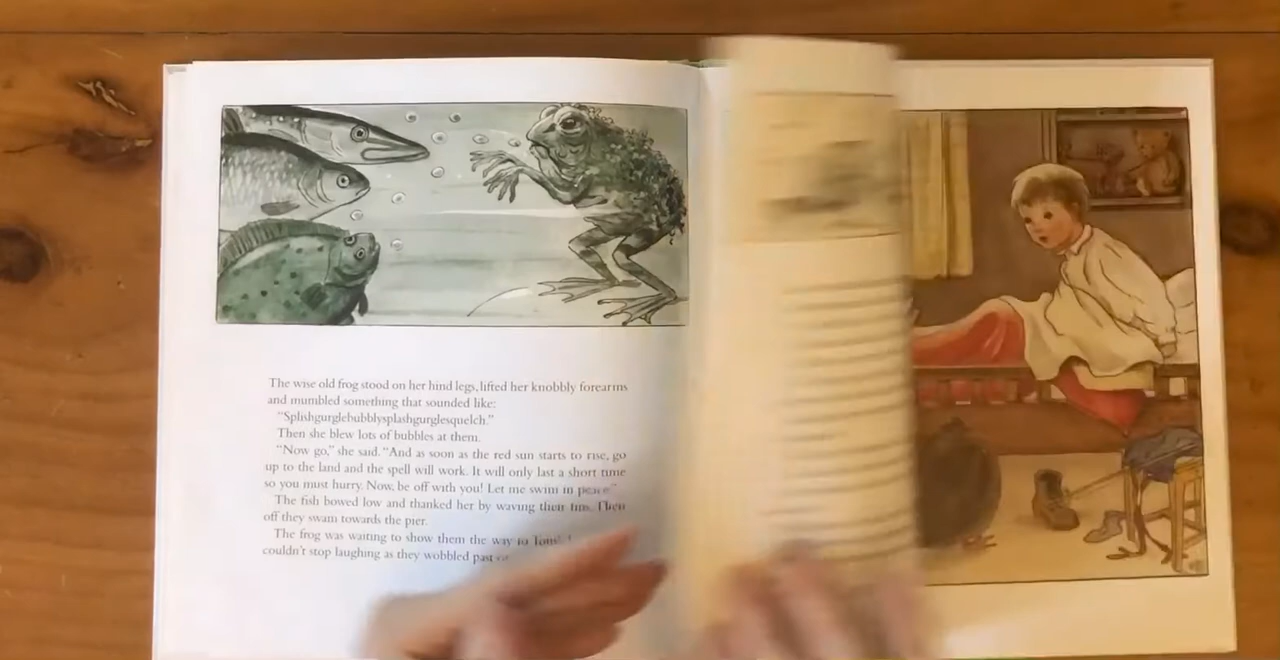 The wise old frog stood on her hind legs, lifted her knobbly forearms
and mumbled something that sounded like:
"Splishgurglebubblysplashgurglesquelch."
Then she blew lots of bubbles at them.
"Now go," she said. "And as soon as the red sun starts to rise, go
up to the land and the spell will work. It will only last a short time
so you must hurry. Now, be off with you! Let me swim in peace"
The fish bowed low and thanked her by waving their fins. Then
off they swam towards the pier.
The frog was waiting to show them the way to
couldn't stop laughing as they wobbled past